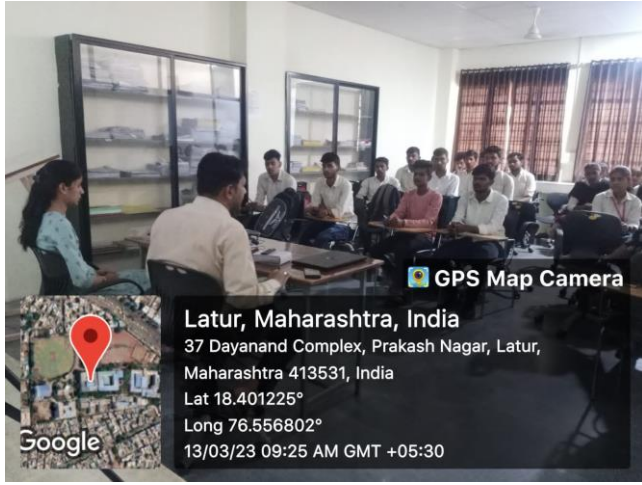 GPS Map Camera
Latur, Maharashtra, India
37 Dayanand Complex, Prakash Nagar, Latur,
Maharashtra 413531, India
Lat 18.401225°
Long 76.556802°
13/03/23 09:25 AM GMT +05:30
Google